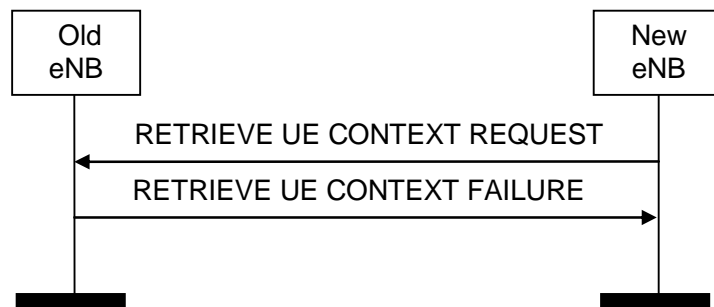 Old
eNB
New
eNB
RETRIEVE UE CONTEXT REQUEST
RETRIEVE UE CONTEXT FAILURE